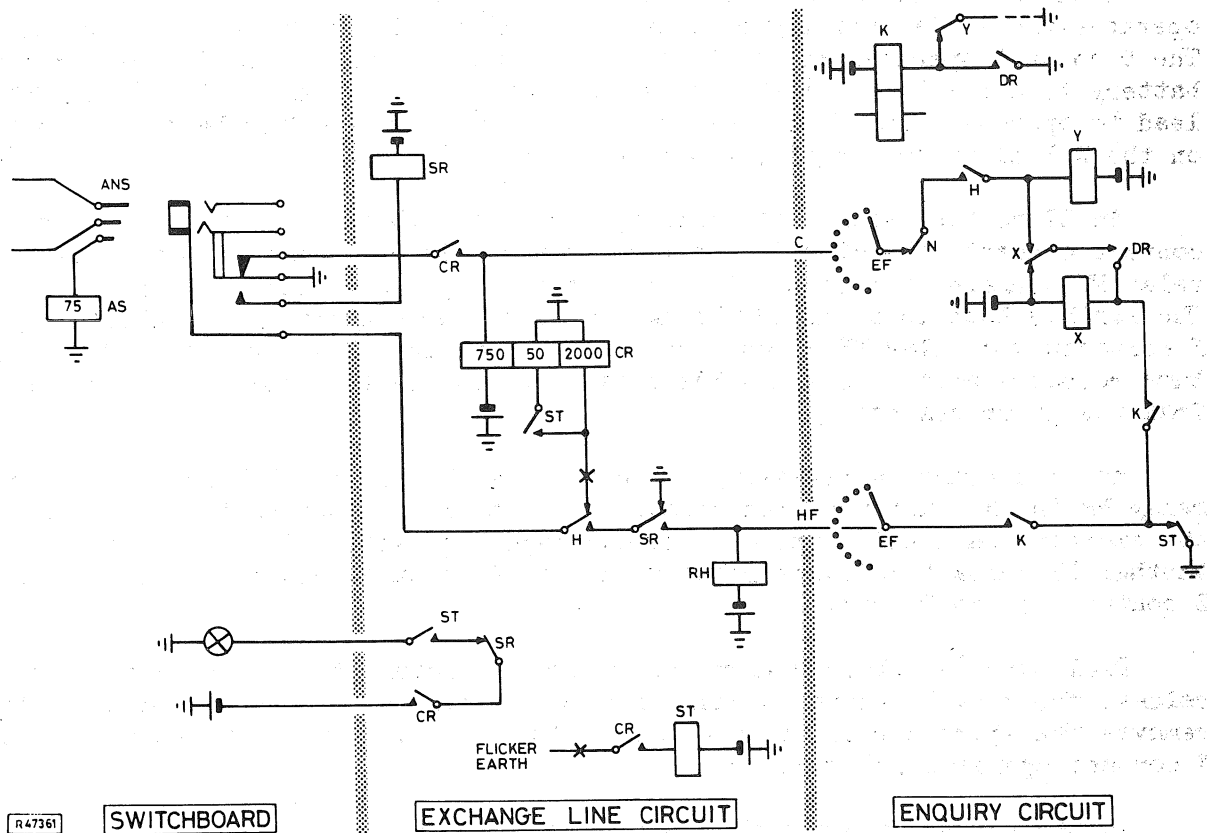 K
Y
DR
SR
Y
ANS
H
C
N
CR
EF
X
DR
75
AS
X
750
50
2000
CR
ST
K
HF
H
SR
EF
K
ST
RH
ST
SR
CR
ST
CR
FLICKER
EARTH
R47361
SWITCHBOARD
EXCHANGE LINE CIRCUIT
ENQUIRY CIRCUIT